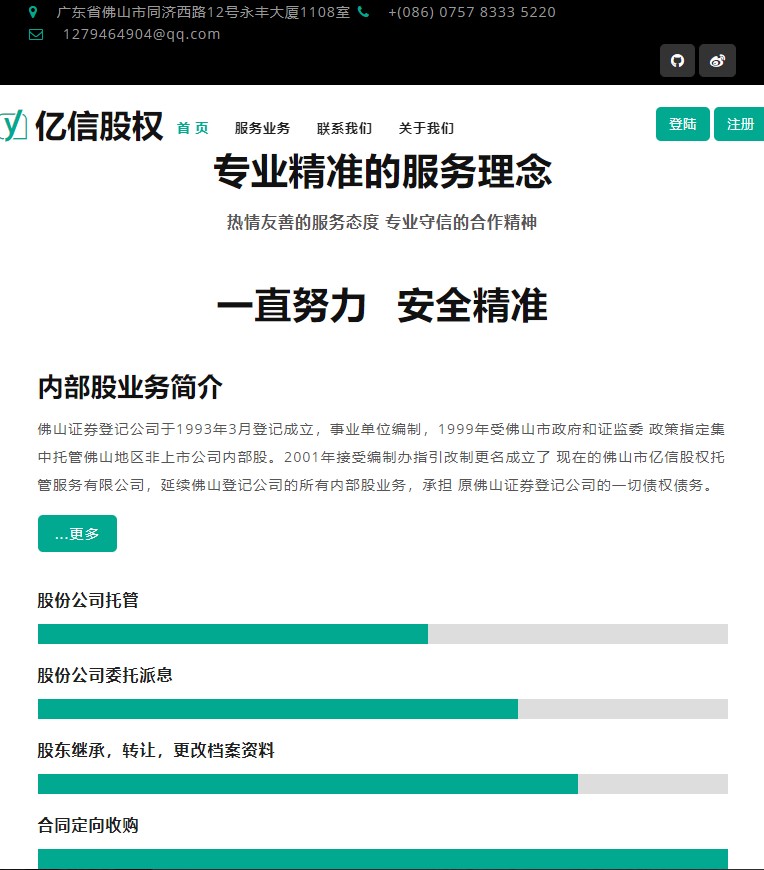 广东省佛山市同济西路12号永丰大厦1108室 +(086) 0757 8333 5220
1279464904@qq.com
y 亿信股权 首 页 服务业务 联系我们 关于我们 登陆 注册
专业精准的服务理念
热情友善的服务态度 专业守信的合作精神
一直努力 安全精准
内部股业务简介
佛山证券登记公司于1993年3月登记成立，事业单位编制，1999年受佛山市政府和证监委 政策指定集
中托管佛山地区非上市公司内部股。2001年接受编制办指引改制更名成立了 现在的佛山市亿信股权托
管服务有限公司，延续佛山登记公司的所有内部股业务，承担 原佛山证券登记公司的一切债权债务。
...更多
股份公司托管
股份公司委托派息
股东继承，转让，更改档案资料
合同定向收购